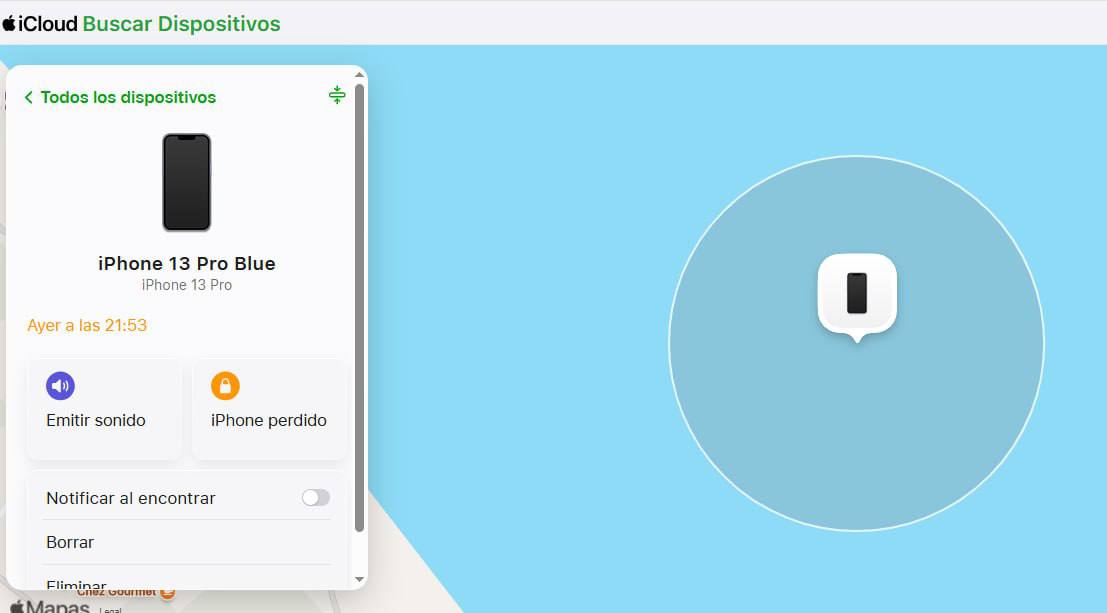 iCloud Buscar Dispositivos
Todos los dispositivos
iPhone 13 Pro Blue
iPhone 13 Pro
Ayer a las 21:53
Emitir sonido
iPhone perdido
Notificar al encontrar
Borrar
Eliminar
Chez Gourmet
Mapas
Legal